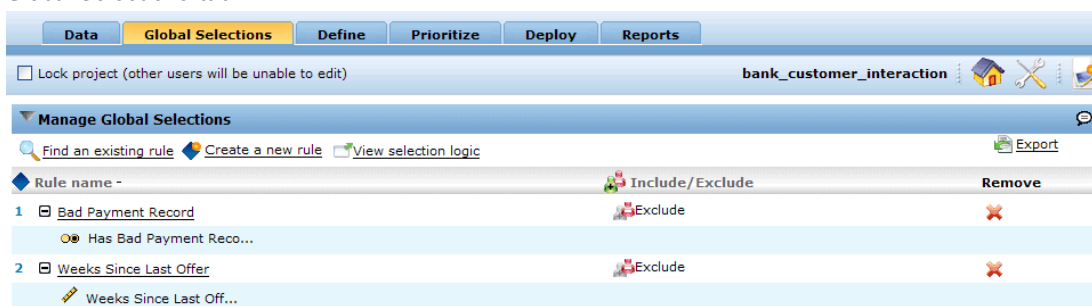 Data Global Selections Define Prioritize Deploy Reports
Lock project (other users will be unable to edit) bank_customer_interaction
Manage Global Selections
Find an existing rule Create a new rule View selection logic Export
Rule name - Include/Exclude Remove
1 Bad Payment Record Exclude
Has Bad Payment Reco...
2 Weeks Since Last Offer Exclude
Weeks Since Last Off...